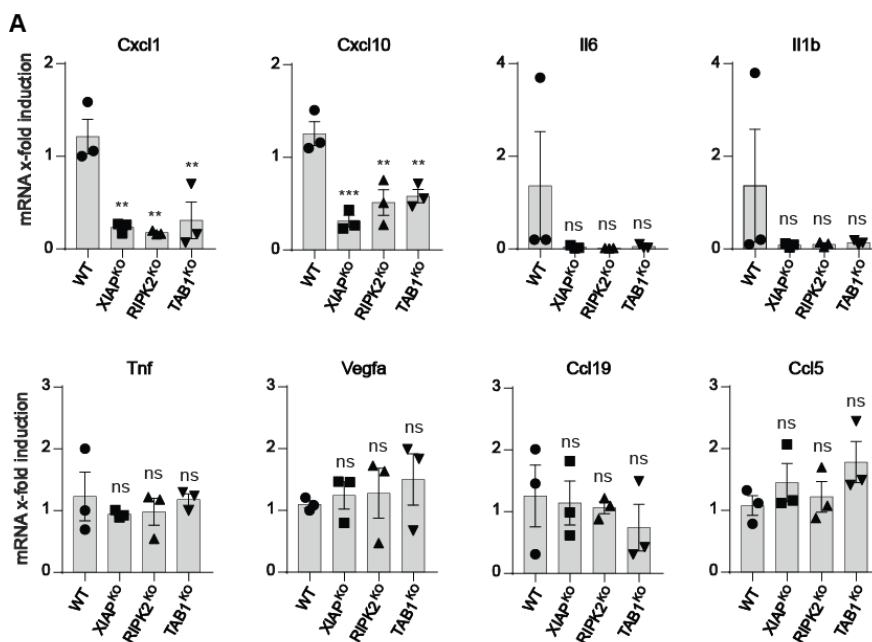 A
Cxcl1
mRNA x-fold induction
2
1
0
**
**
**
WT
XIAPKO
RIPK2KO
TAB1KO
Cxcl10
2
1
0
***
**
**
WT
XIAPKO
RIPK2KO
TAB1KO
Il6
4
2
0
ns
ns
ns
WT
XIAPKO
RIPK2KO
TAB1KO
Il1b
4
2
0
ns
ns
ns
WT
XIAPKO
RIPK2KO
TAB1KO
Tnf
mRNA x-fold induction
3
2
1
0
ns
ns
ns
WT
XIAPKO
RIPK2KO
TAB1KO
Vegfa
3
2
1
0
ns
ns
ns
WT
XIAPKO
RIPK2KO
TAB1KO
Ccl19
3
2
1
0
ns
ns
ns
WT
XIAPKO
RIPK2KO
TAB1KO
Ccl5
3
2
1
0
ns
ns
ns
WT
XIAPKO
RIPK2KO
TAB1KO